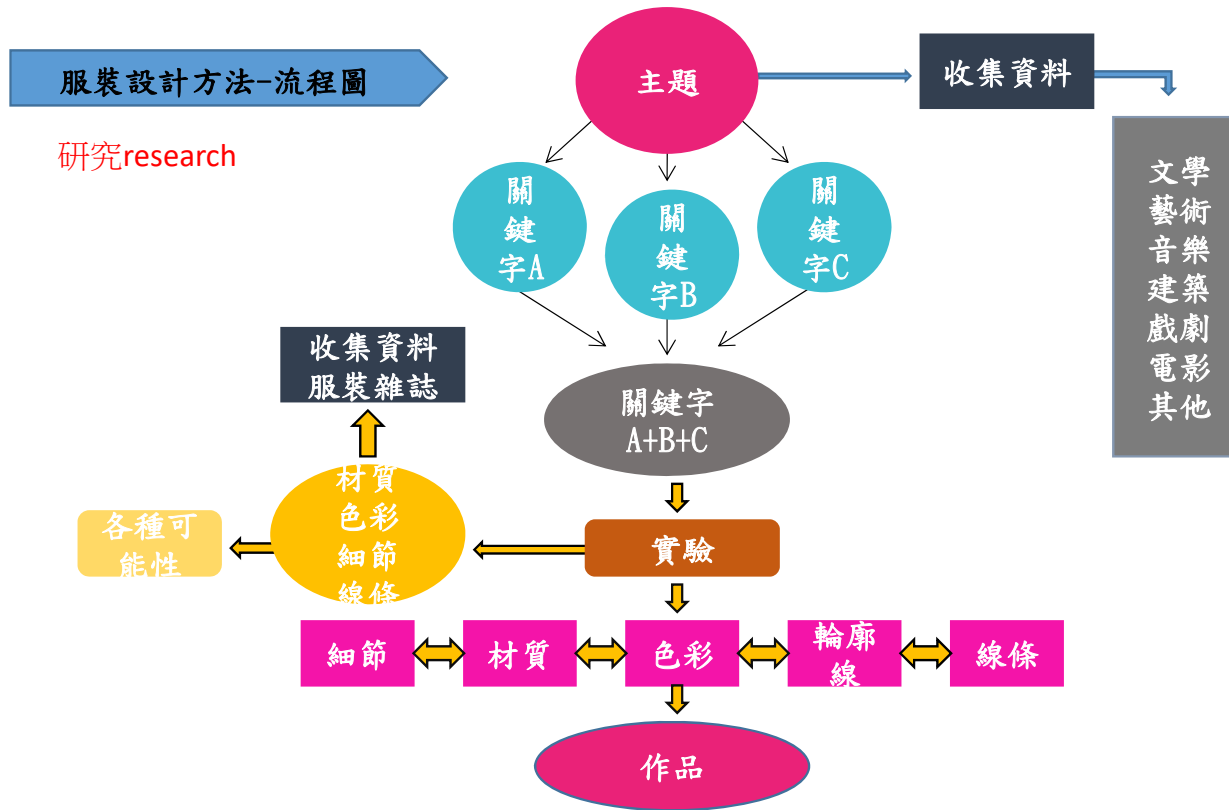 服裝設計方法-流程圖
研究research
主題
收集資料
文學
藝術
音樂
建築
戲劇
電影
其他
關
鍵
字A
關
鍵
字B
關
鍵
字C
關鍵字
A+B+C
收集資料
服裝雜誌
材質
色彩
細節
線條
各種可
能性
實驗
細節
材質
色彩
輪廓
線
線條
作品